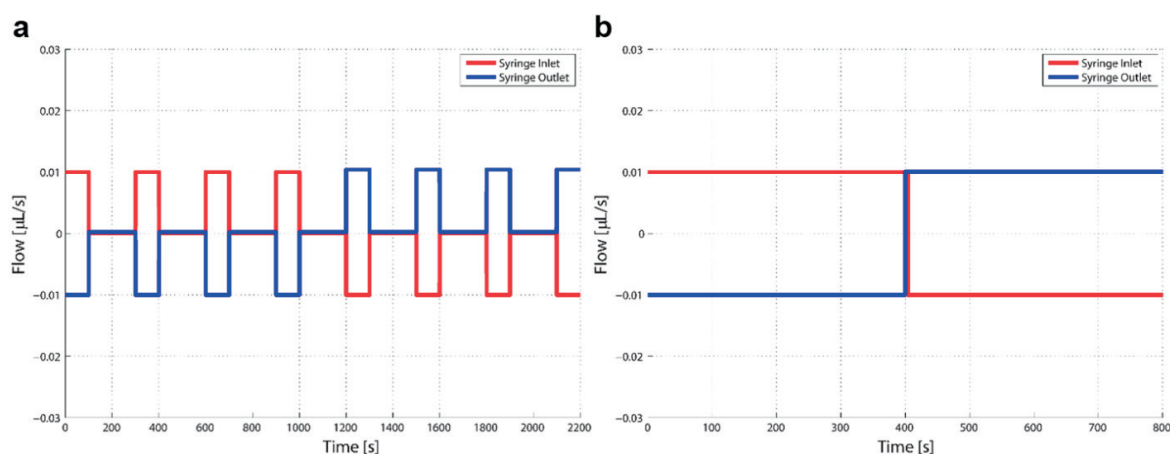 a
0.03
0.02
0.01
0
−0.01
−0.02
−0.03
Flow [µL/s]
Syringe Inlet
Syringe Outlet
0 200 400 600 800 1000 1200 1400 1600 1800 2000 2200
Time [s]
b
0.03
0.02
0.01
0
−0.01
−0.02
−0.03
Flow [µL/s]
Syringe Inlet
Syringe Outlet
0 100 200 300 400 500 600 700 800
Time [s]